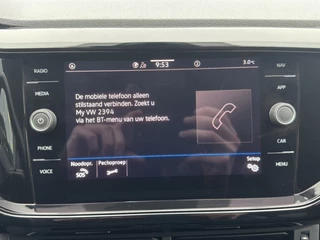 RADIO
MEDIA
PHONE
VOICE
9:53
3.0°C
De mobiele telefoon alleen
stilstaand verbinden. Zoekt u
My VW 2394
via het BT-menu van uw telefoon.
Noodopr.
SOS
Pechoproep
Setup
NAV
APP
CAR
MENU